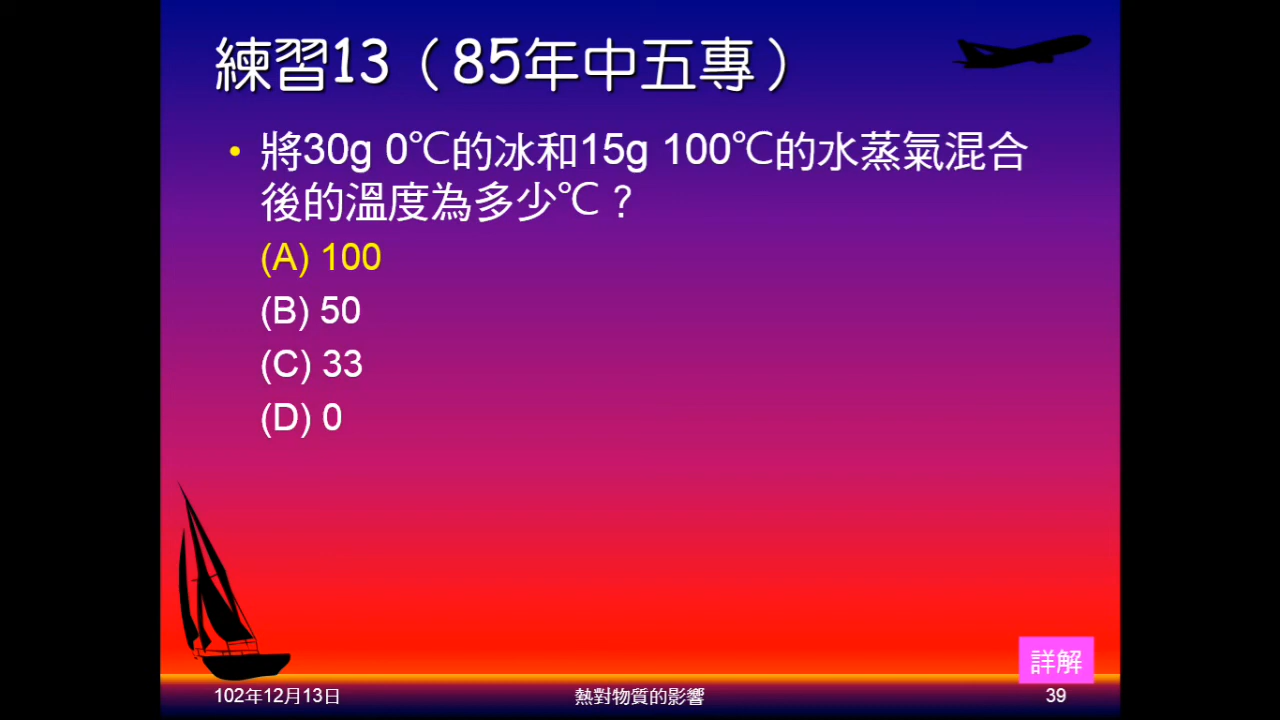 練習13（85年中五專）
• 將30g 0℃的冰和15g 100℃的水蒸氣混合
後的溫度為多少℃？
(A) 100
(B) 50
(C) 33
(D) 0
詳解
102年12月13日
熱對物質的影響
39